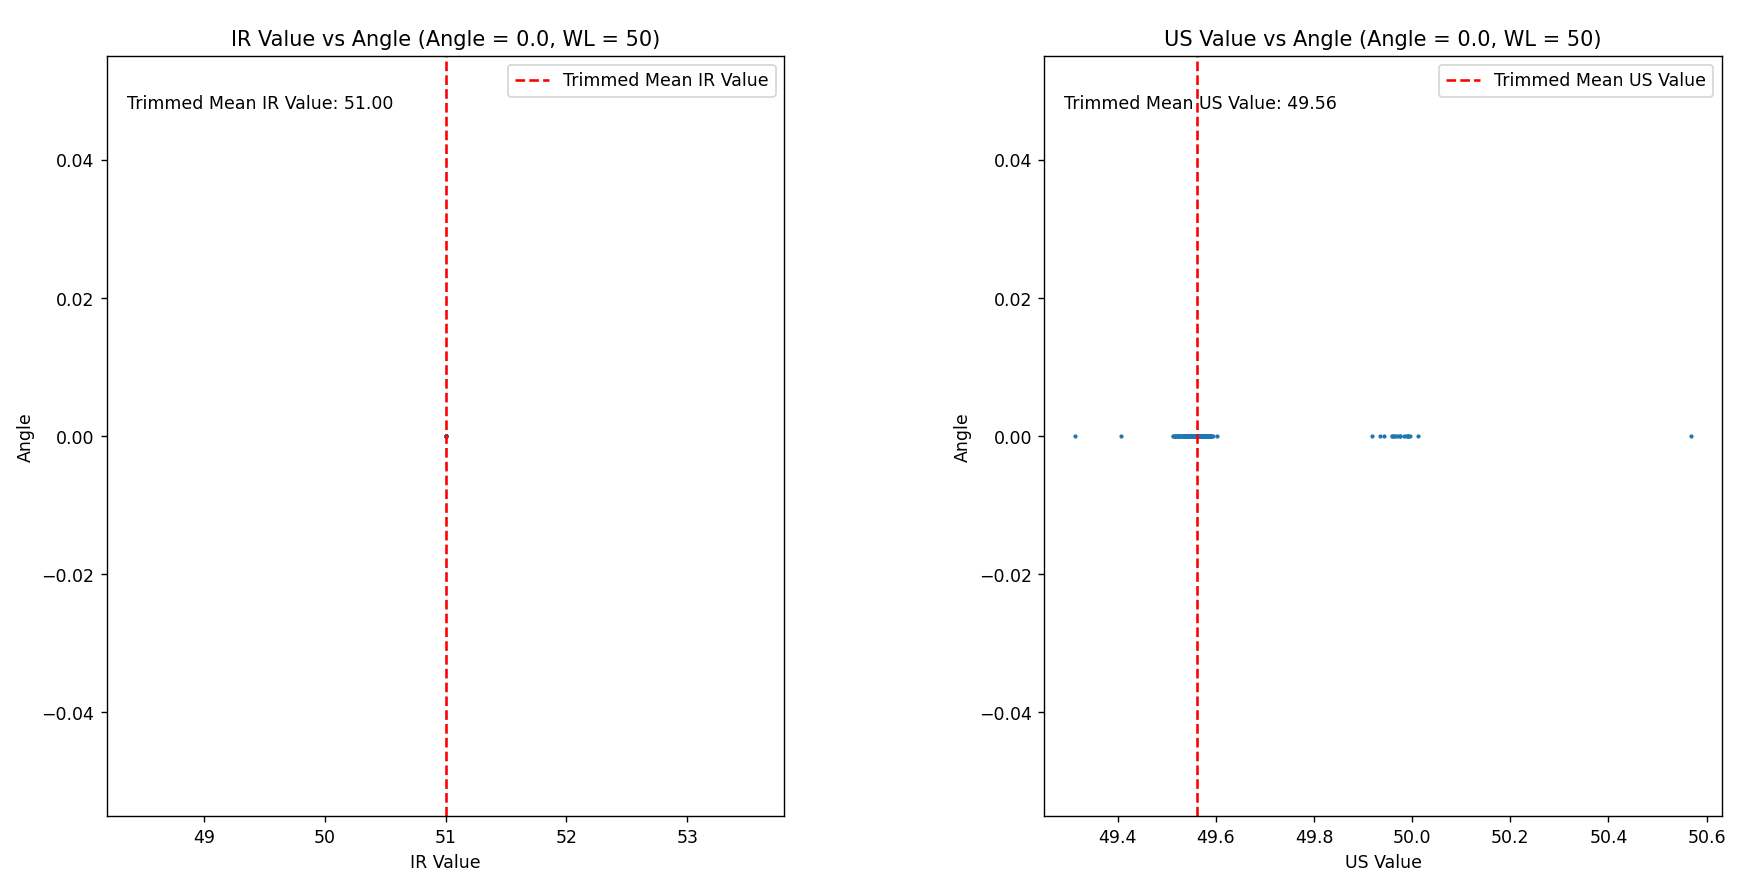 IR Value vs Angle (Angle = 0.0, WL = 50)
Trimmed Mean IR Value
Trimmed Mean IR Value: 51.00
0.04
0.02
0.00
−0.02
−0.04
Angle
49 50 51 52 53
IR Value
US Value vs Angle (Angle = 0.0, WL = 50)
Trimmed Mean US Value
Trimmed Mean US Value: 49.56
0.04
0.02
0.00
−0.02
−0.04
Angle
49.4 49.6 49.8 50.0 50.2 50.4 50.6
US Value